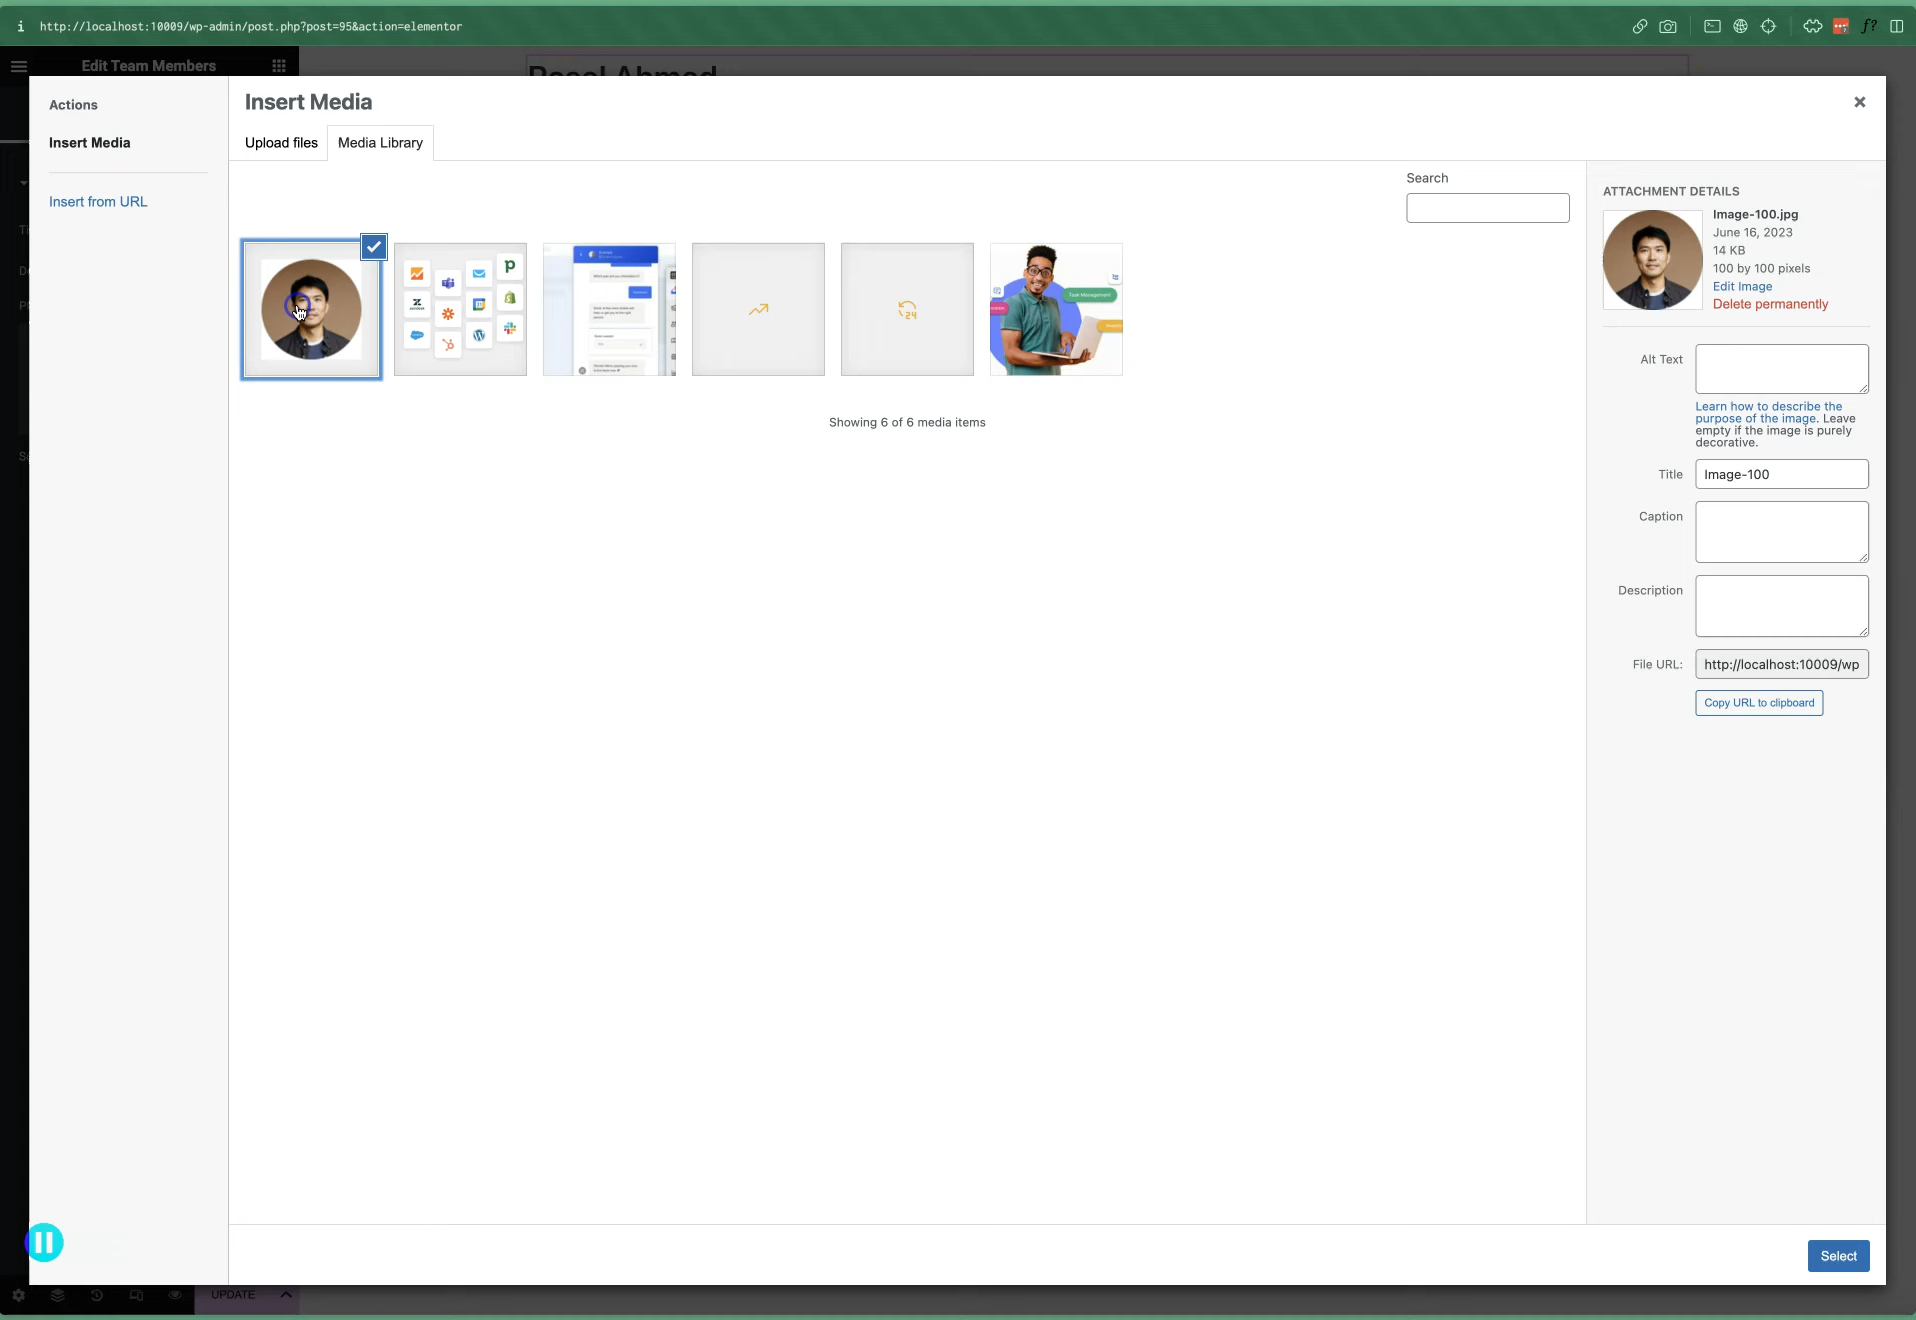 http://localhost:10009/wp-admin/post.php?post=95&action=elementor
Edit Team Members
Actions
Insert Media
Insert from URL
Insert Media
Upload files
Media Library
Search
Task Management
Showing 6 of 6 media items
ATTACHMENT DETAILS
Image-100.jpg
June 16, 2023
14 KB
100 by 100 pixels
Edit Image
Delete permanently
Alt Text
Learn how to describe the
purpose of the image. Leave
empty if the image is purely
decorative.
Title
Image-100
Caption
Description
File URL:
http://localhost:10009/wp
Copy URL to clipboard
Select
UPDATE